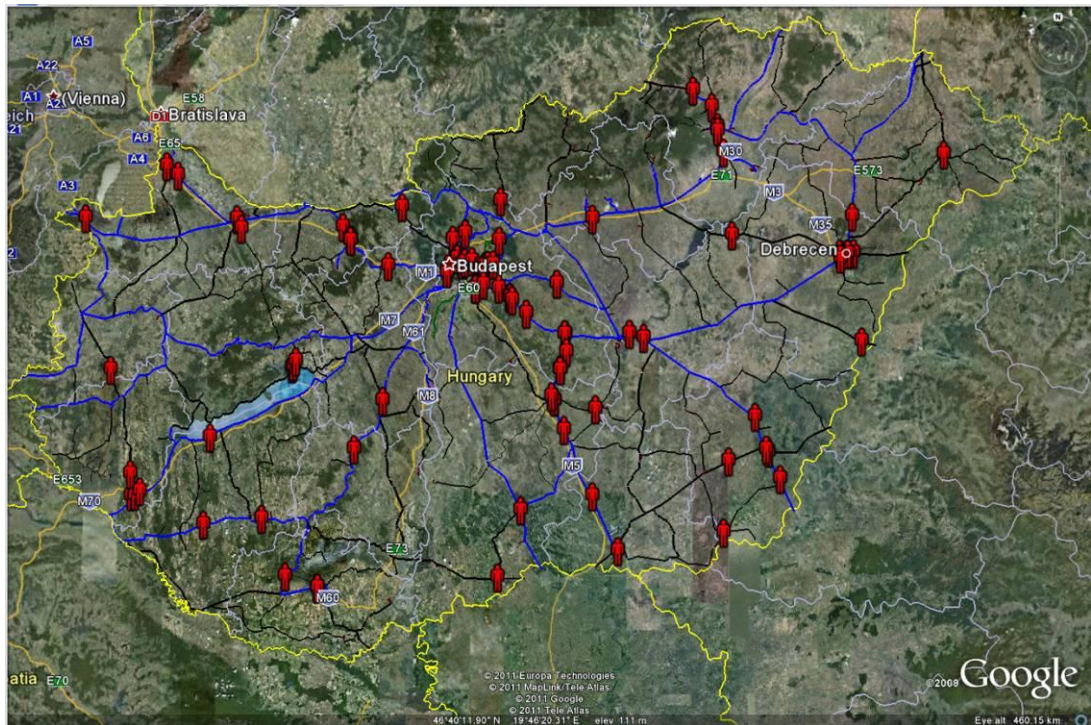 N
A5
A22
A1
A2
(Vienna)
E58
D1
Bratislava
eich
A21
A6
E65
A4
A3
M30
E71
E573
M3
2
M35
Debrecen
M1
Budapest
E60
M7
M61
Hungary
M8
E653
M70
M5
E73
M60
atia
E70
© 2011 Europa Technologies
© 2011 MapLink/Tele Atlas
© 2011 Google
© 2011 Tele Atlas
©2009 Google
46°40'11.90" N 19°46'20.31" E elev 111 m
Eye alt 460.15 km